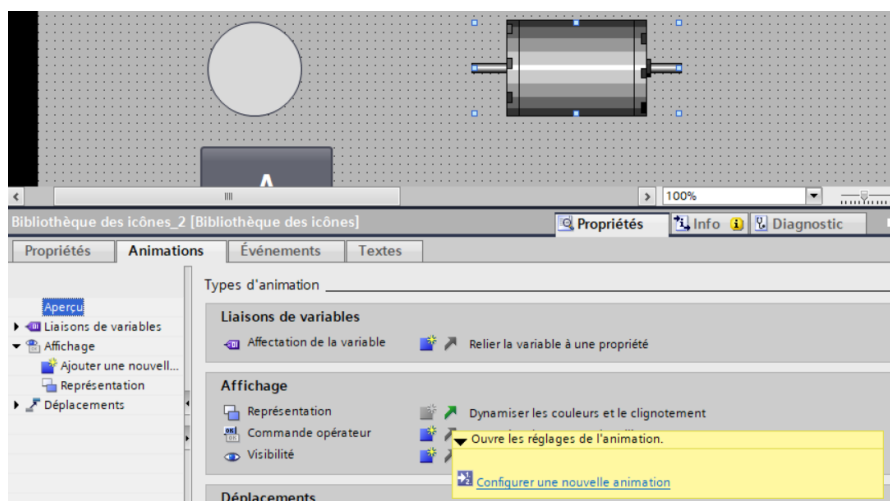 A
100%
Bibliothèque des icônes_2 [Bibliothèque des icônes]
Propriétés
Info
Diagnostic
Propriétés
Animations
Événements
Textes
Types d'animation
Aperçu
Liaisons de variables
Affichage
Ajouter une nouvell...
Représentation
Déplacements
Liaisons de variables
Affectation de la variable
Relier la variable à une propriété
Affichage
Représentation
Dynamiser les couleurs et le clignotement
Commande opérateur
Visibilité
Ouvre les réglages de l'animation.
Configurer une nouvelle animation
Déplacements